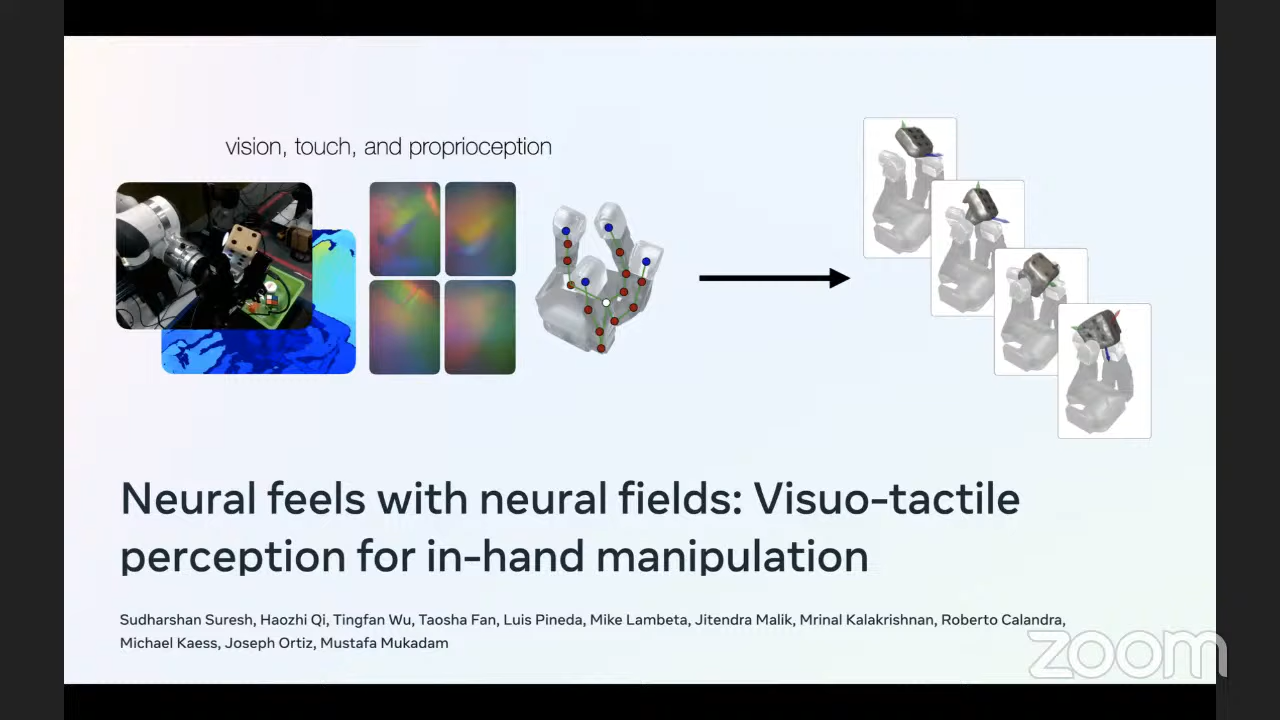 vision, touch, and proprioception
Neural feels with neural fields: Visuo-tactile
perception for in-hand manipulation
Sudharshan Suresh, Haozhi Qi, Tingfan Wu, Taosha Fan, Luis Pineda, Mike Lambeta, Jitendra Malik, Mrinal Kalakrishnan, Roberto Calandra,
Michael Kaess, Joseph Ortiz, Mustafa Mukadam
zoom